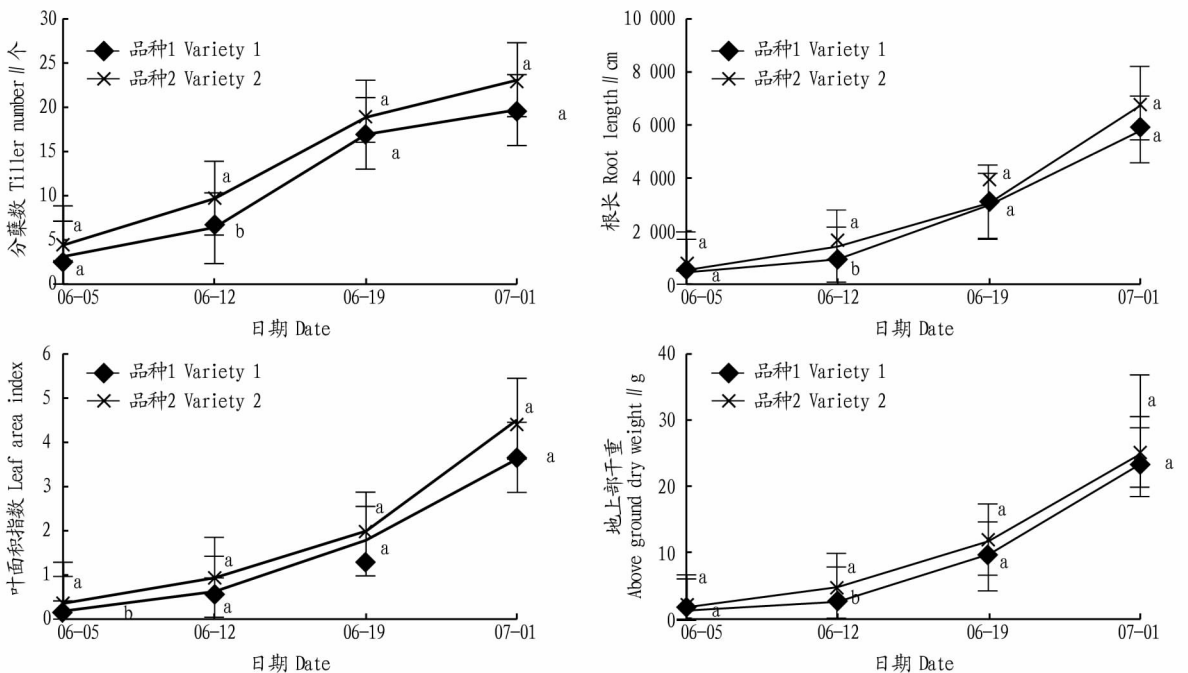 分蘖数 Tiller number∥个
30
25
20
15
10
5
0
品种1 Variety 1
品种2 Variety 2
a
a
a
b
a
a
a
a
06-05
06-12
06-19
07-01
日期 Date
根长 Root length∥cm
10 000
8 000
6 000
4 000
2 000
0
品种1 Variety 1
品种2 Variety 2
a
a
a
b
a
a
a
a
06-05
06-12
06-19
07-01
日期 Date
叶面积指数 Leaf area index
6
5
4
3
2
1
0
品种1 Variety 1
品种2 Variety 2
a
b
a
a
a
a
a
a
06-05
06-12
06-19
07-01
日期 Date
地上部干重
Above ground dry weight∥g
40
30
20
10
0
品种1 Variety 1
品种2 Variety 2
a
a
a
b
a
a
a
a
06-05
06-12
06-19
07-01
日期 Date